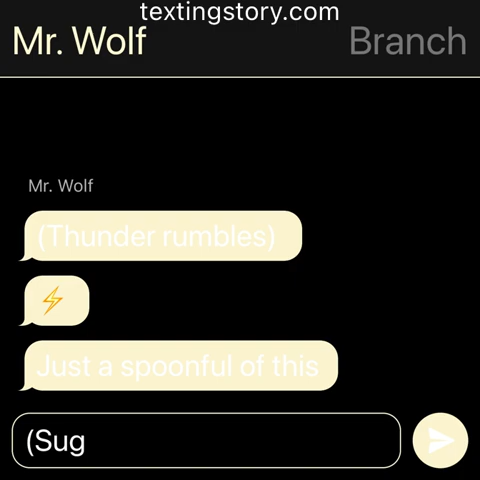 textingstory.com
Mr. Wolf Branch
Mr. Wolf
(Thunder rumbles)
⚡
Just a spoonful of this
(Sug